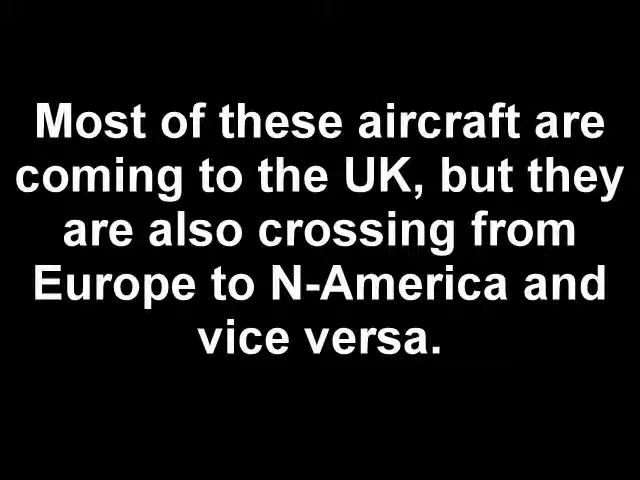 Most of these aircraft are
coming to the UK, but they
are also crossing from
Europe to N-America and
vice versa.